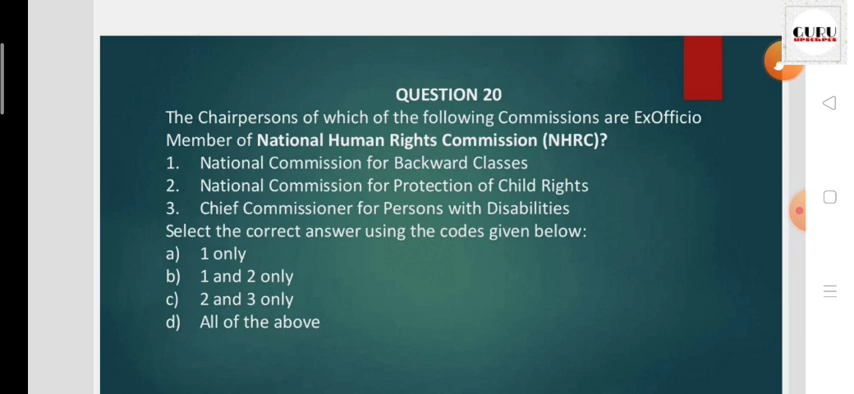 GURU
QUESTION 20
The Chairpersons of which of the following Commissions are ExOfficio
Member of National Human Rights Commission (NHRC)?
1. National Commission for Backward Classes
2. National Commission for Protection of Child Rights
3. Chief Commissioner for Persons with Disabilities
Select the correct answer using the codes given below:
a) 1 only
b) 1 and 2 only
c) 2 and 3 only
d) All of the above